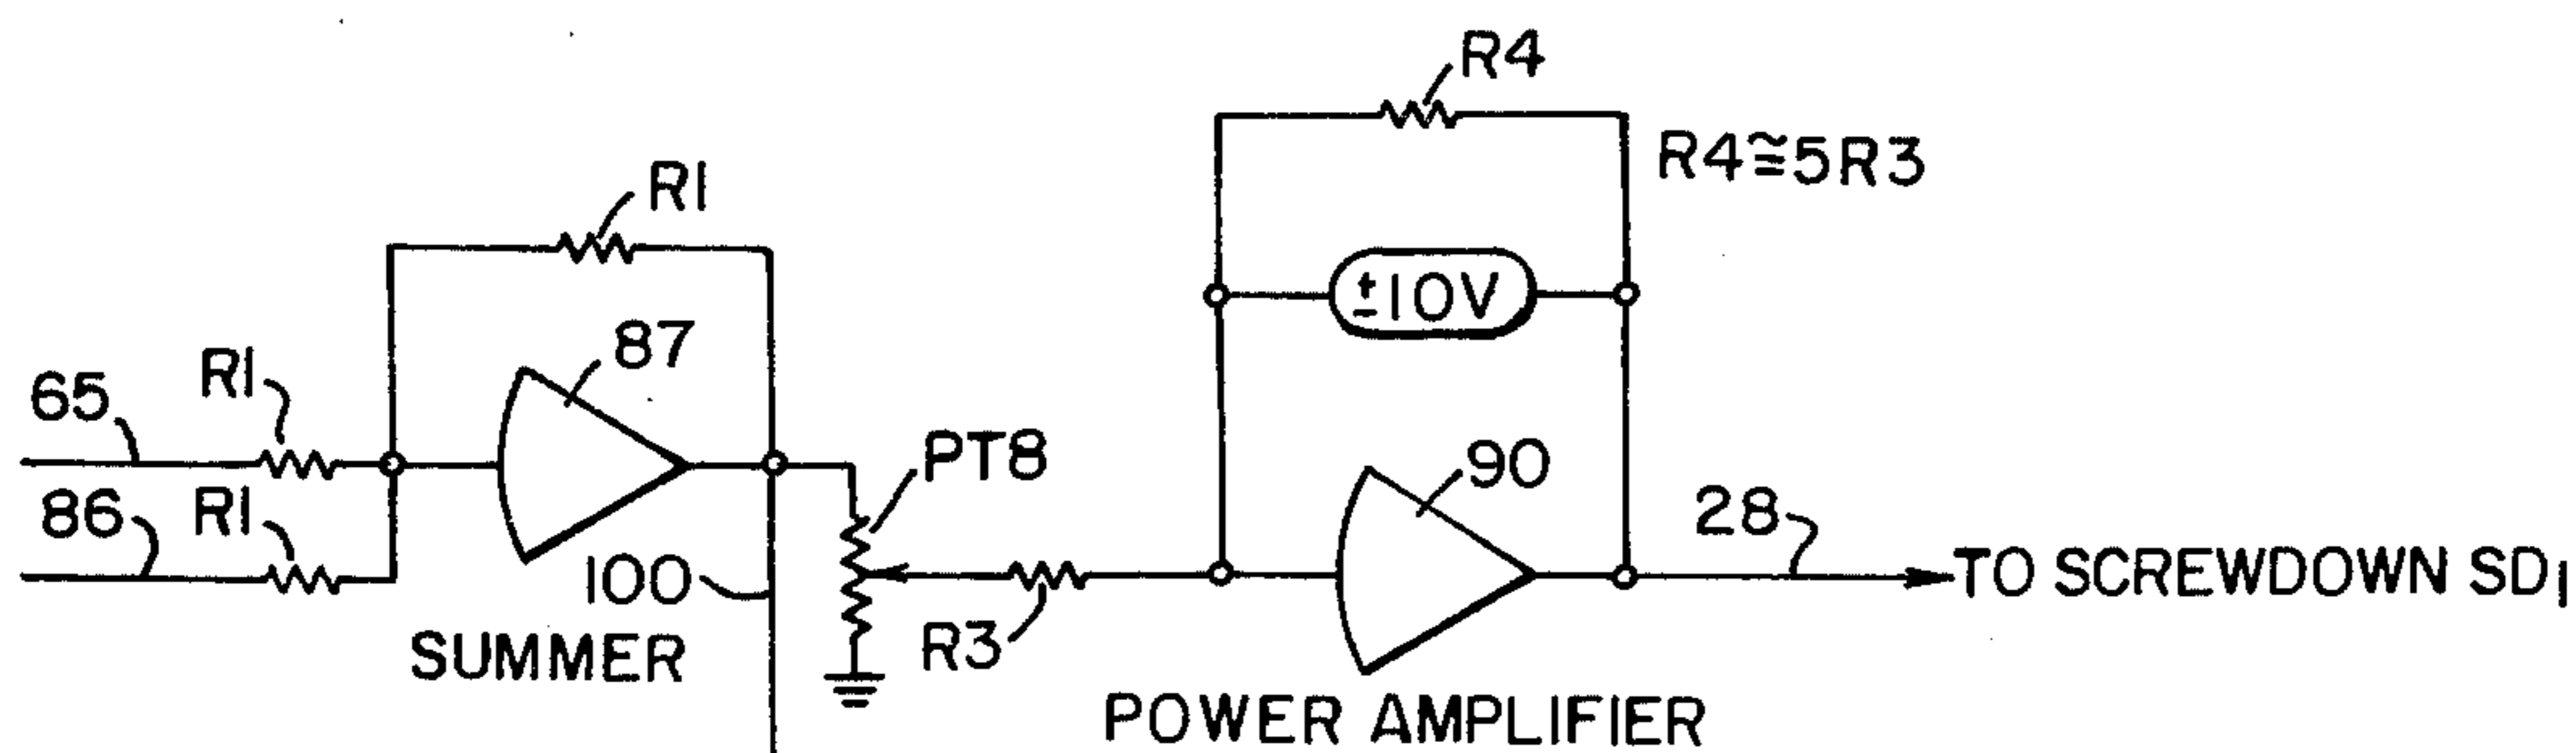 R4
R4≅5R3
R1
±10V
87
R1
65
PT8
90
86
R1
28
100
TO SCREWDOWN SD1
R3
SUMMER
POWER AMPLIFIER